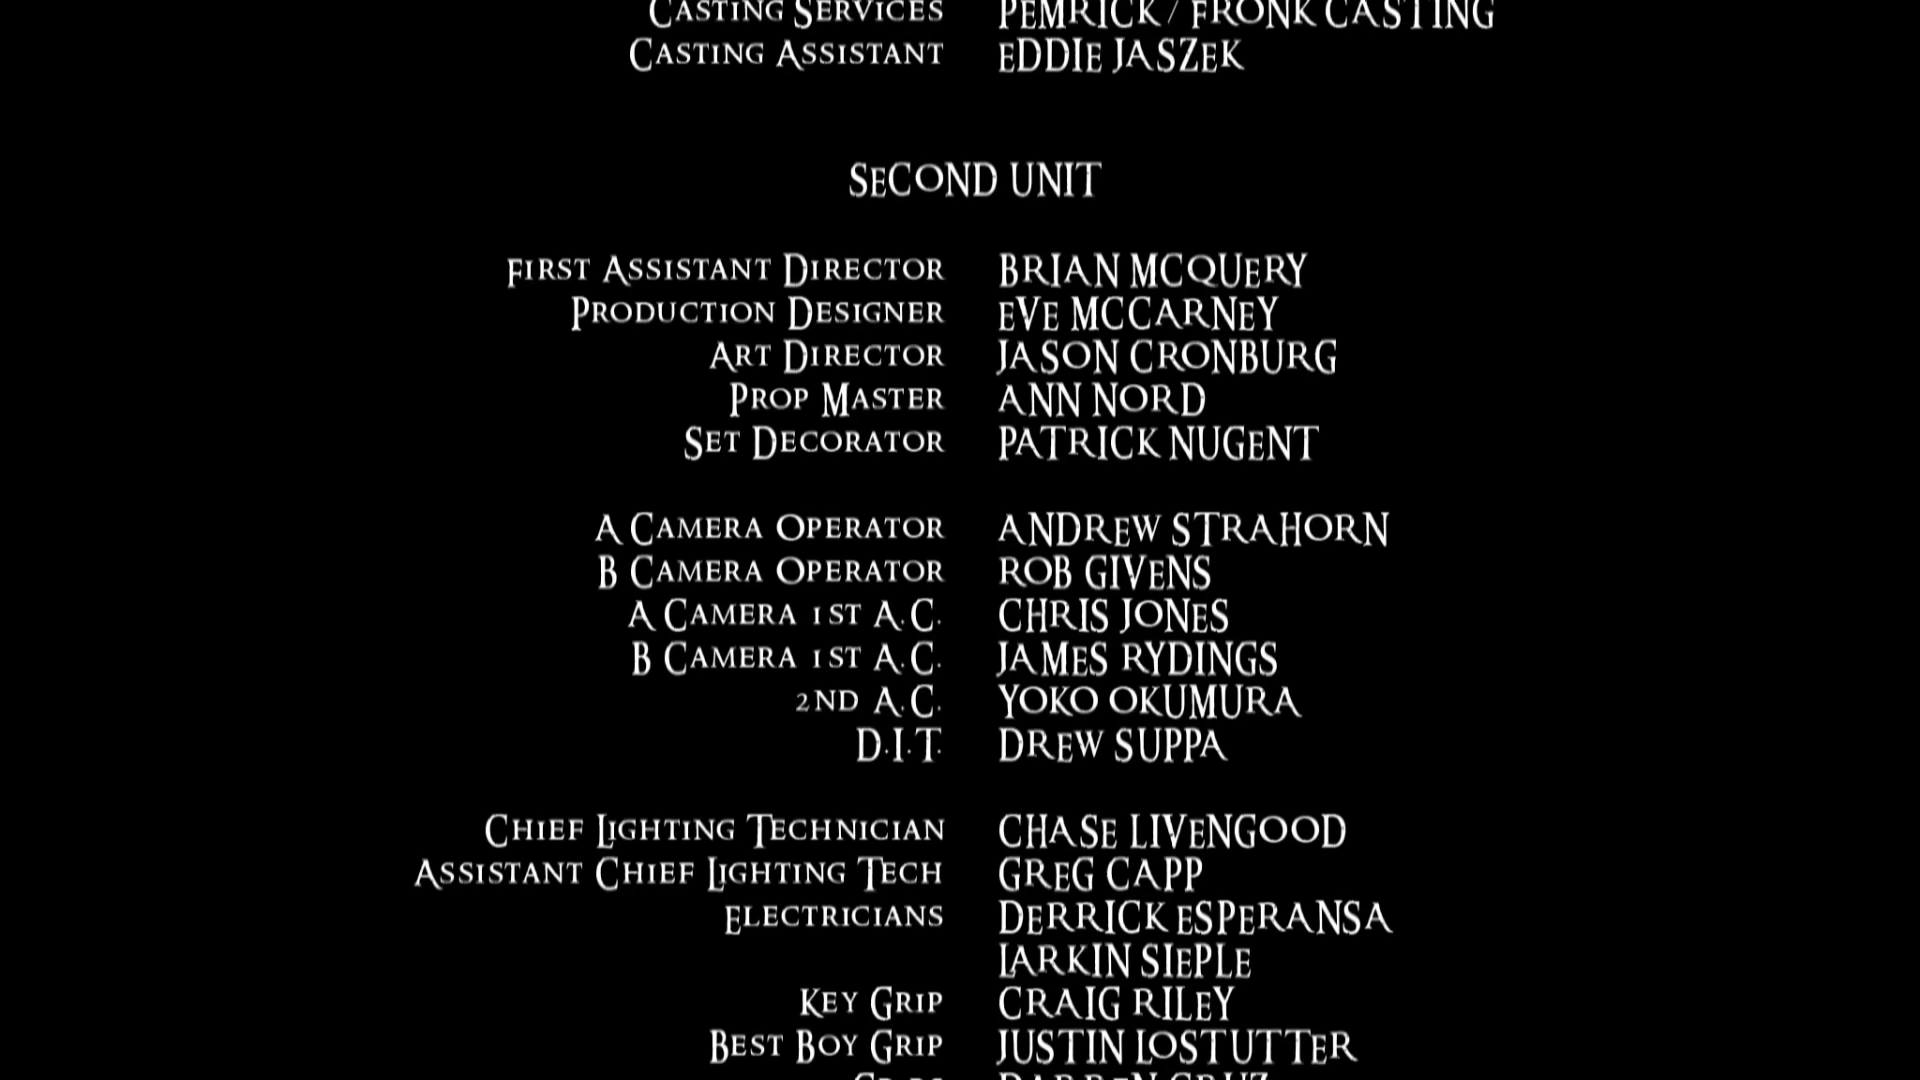 Casting Services PEMRICK / FRONK CASTING
Casting Assistant EDDIE JASZEK
SECOND UNIT
First Assistant Director BRIAN MCQUERY
Production Designer EVE MCCARNEY
Art Director JASON CRONBURG
Prop Master ANN NORD
Set Decorator PATRICK NUGENT
A Camera Operator ANDREW STRAHORN
B Camera Operator ROB GIVENS
A Camera 1st A.C. CHRIS JONES
B Camera 1st A.C. JAMES RYDINGS
2nd A.C. YOKO OKUMURA
D.I.T. DREW SUPPA
Chief Lighting Technician CHASE LIVENGOOD
Assistant Chief Lighting Tech GREG CAPP
Electricians DERRICK ESPERANSA
LARKIN SIEPLE
Key Grip CRAIG RILEY
Best Boy Grip JUSTIN LOSTUTTER
DARREN CRUZ